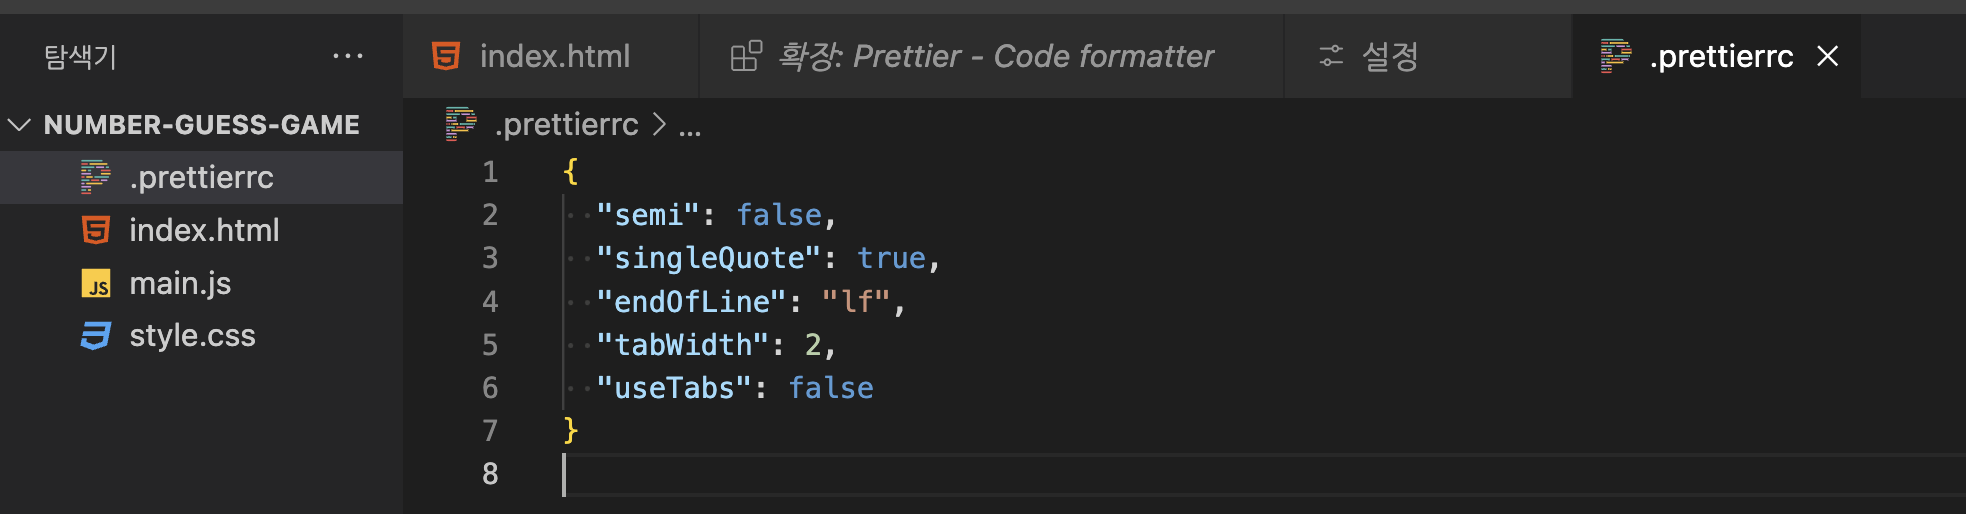 탐색기 ···
NUMBER-GUESS-GAME
.prettierrc
index.html
JS main.js
style.css
index.html 확장: Prettier - Code formatter 설정 .prettierrc
.prettierrc > ...
1 {
2 "semi": false,
3 "singleQuote": true,
4 "endOfLine": "lf",
5 "tabWidth": 2,
6 "useTabs": false
7 }
8